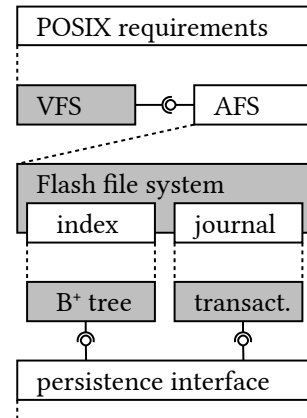 POSIX requirements
VFS AFS
Flash file system
index journal
B⁺ tree transact.
persistence interface